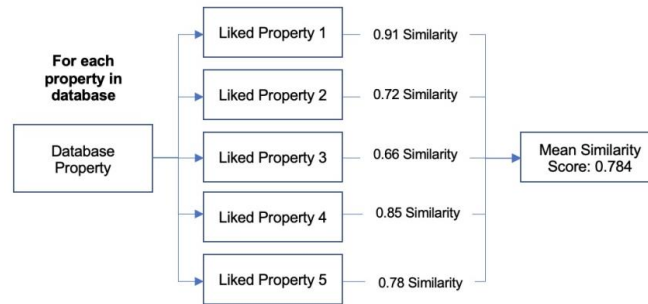 For each
property in
database
Database
Property
Liked Property 1
0.91 Similarity
Liked Property 2
0.72 Similarity
Liked Property 3
0.66 Similarity
Liked Property 4
0.85 Similarity
Liked Property 5
0.78 Similarity
Mean Similarity
Score: 0.784